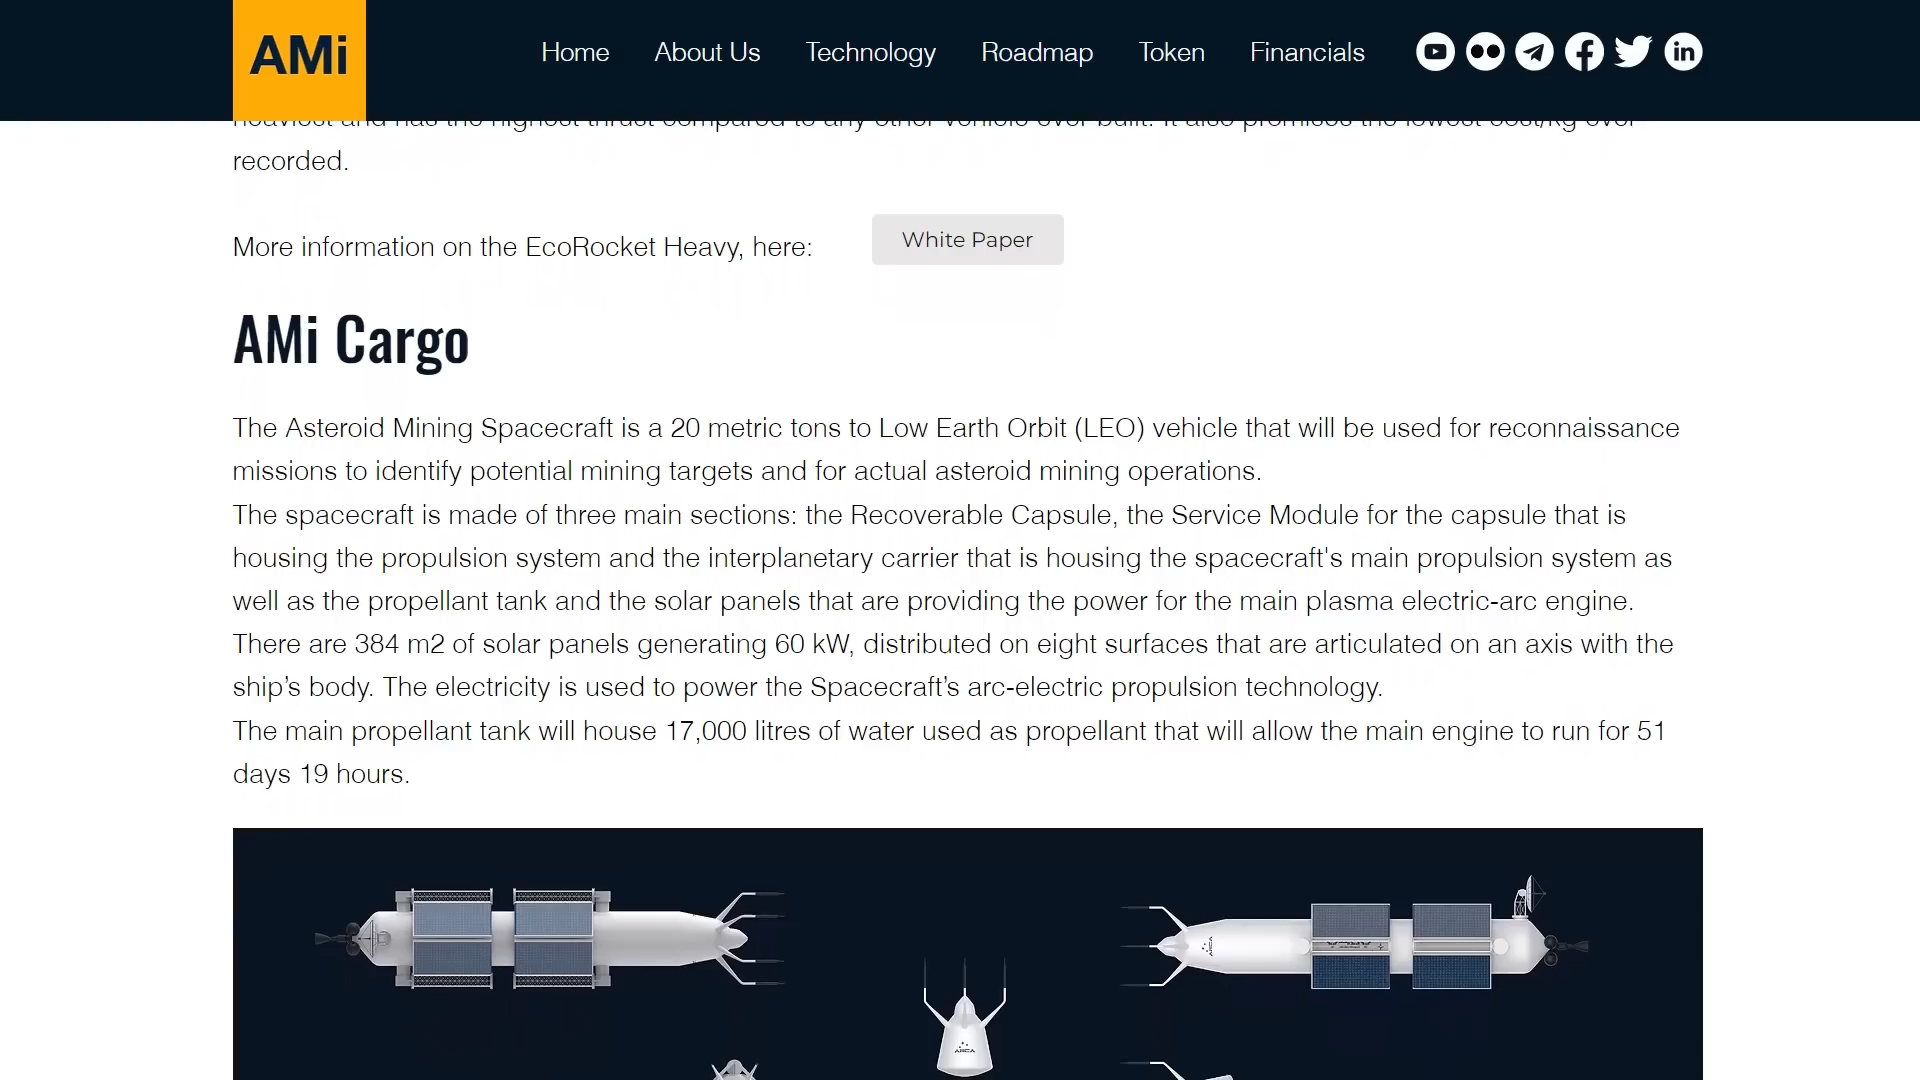 AMi
Home About Us Technology Roadmap Token Financials
heaviest and has the highest thrust compared to any other vehicle ever built. It also promises the lowest cost/kg ever
recorded.
More information on the EcoRocket Heavy, here: White Paper
AMi Cargo
The Asteroid Mining Spacecraft is a 20 metric tons to Low Earth Orbit (LEO) vehicle that will be used for reconnaissance
missions to identify potential mining targets and for actual asteroid mining operations.
The spacecraft is made of three main sections: the Recoverable Capsule, the Service Module for the capsule that is
housing the propulsion system and the interplanetary carrier that is housing the spacecraft's main propulsion system as
well as the propellant tank and the solar panels that are providing the power for the main plasma electric-arc engine.
There are 384 m2 of solar panels generating 60 kW, distributed on eight surfaces that are articulated on an axis with the
ship’s body. The electricity is used to power the Spacecraft’s arc-electric propulsion technology.
The main propellant tank will house 17,000 litres of water used as propellant that will allow the main engine to run for 51
days 19 hours.
ARCA
ARCA